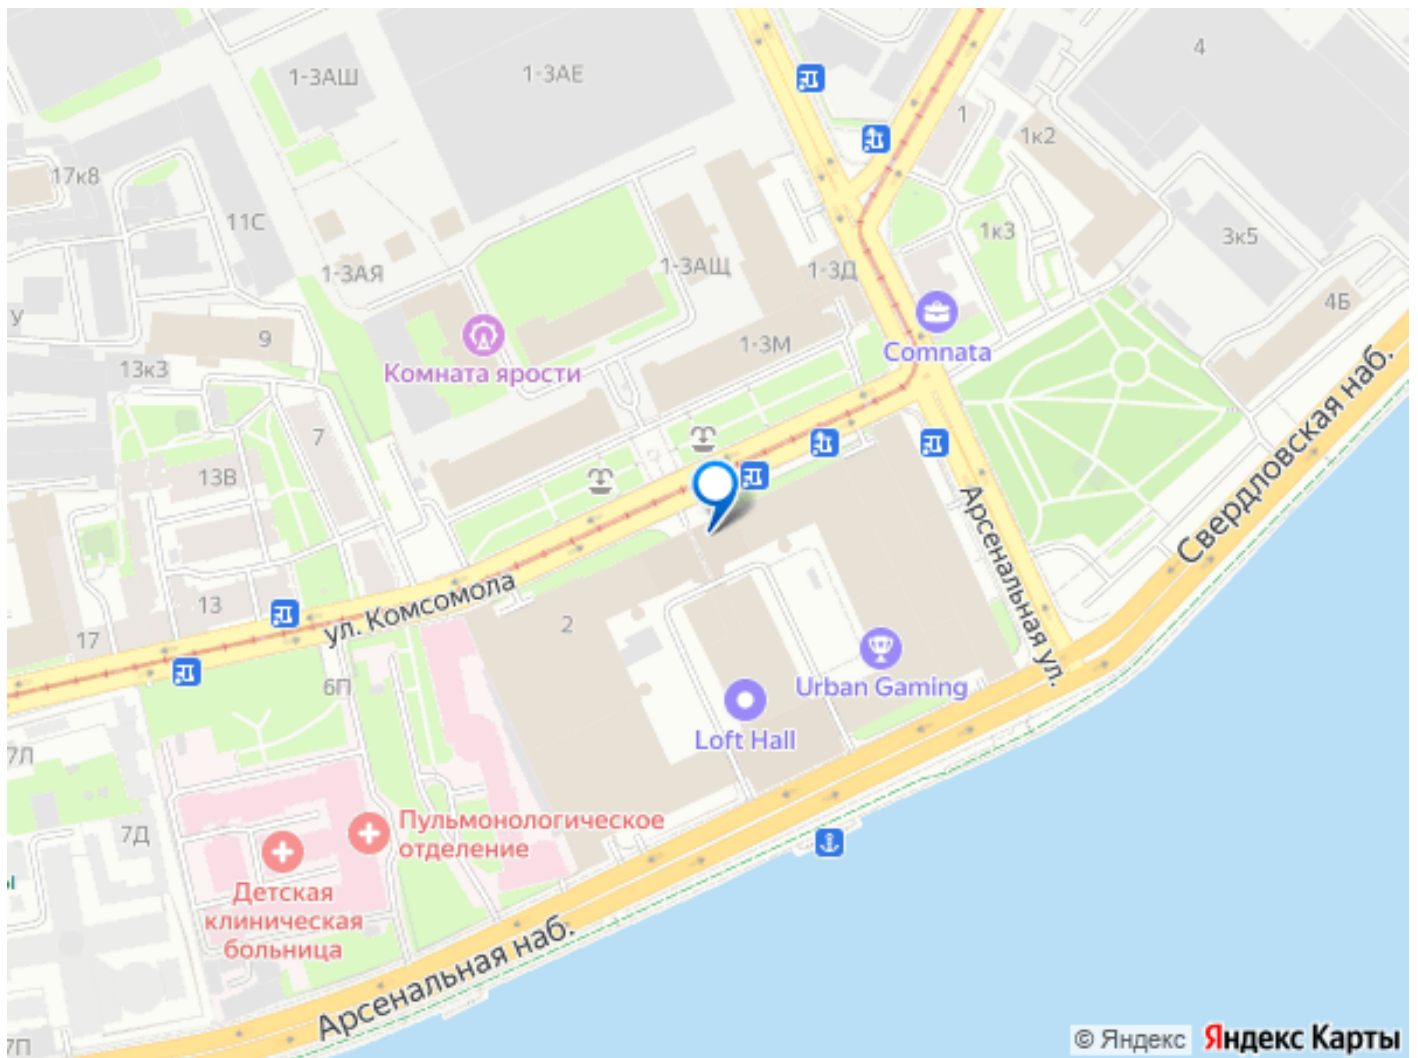 4
1-3АШ
1-3АЕ
1
1к2
17к8
11С
1к3
3к5
1-3АЯ
1-3АЩ
1-3Д
4Б
У
9
1-3М
13к3
Комната ярости
Comnata
7
13В
Свердловская наб.
Арсенальная ул.
13
ул. Комсомола
2
17
6П
Urban Gaming
Loft Hall
7Л
7Д
Пульмонологическое
отделение
Детская
клиническая
больница
ы
Арсенальная наб.
7П
© Яндекс Яндекс Карты